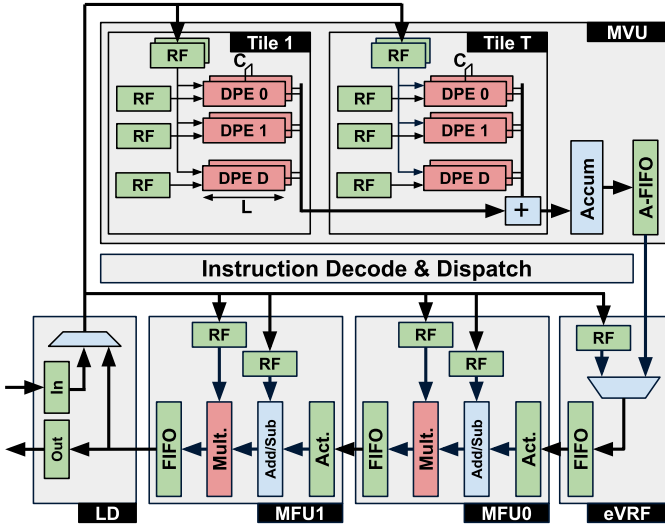 Tile 1
Tile T
MVU
RF
C
DPE 0
RF
DPE 1
RF
DPE D
RF
L
RF
C
DPE 0
RF
DPE 1
RF
DPE D
RF
+
Accum
A-FIFO
Instruction Decode & Dispatch
In
Out
LD
RF
RF
FIFO
Mult.
Add/Sub
Act.
MFU1
RF
RF
FIFO
Mult.
Add/Sub
Act.
MFU0
RF
FIFO
eVRF